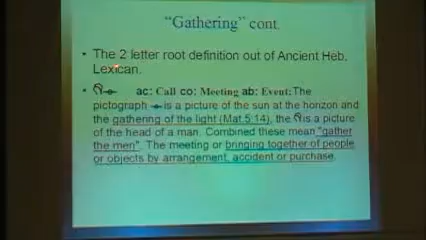 “Gathering” cont.
• The 2 letter root definition out of Ancient Heb. Lexican.
• ac: Call co: Meeting ab: Event:The
pictograph is a picture of the sun at the horizon and
the gathering of the light (Mat 5:14), the is a picture
of the head of a man. Combined these mean "gather
the men". The meeting or bringing together of people
or objects by arrangement, accident or purchase.